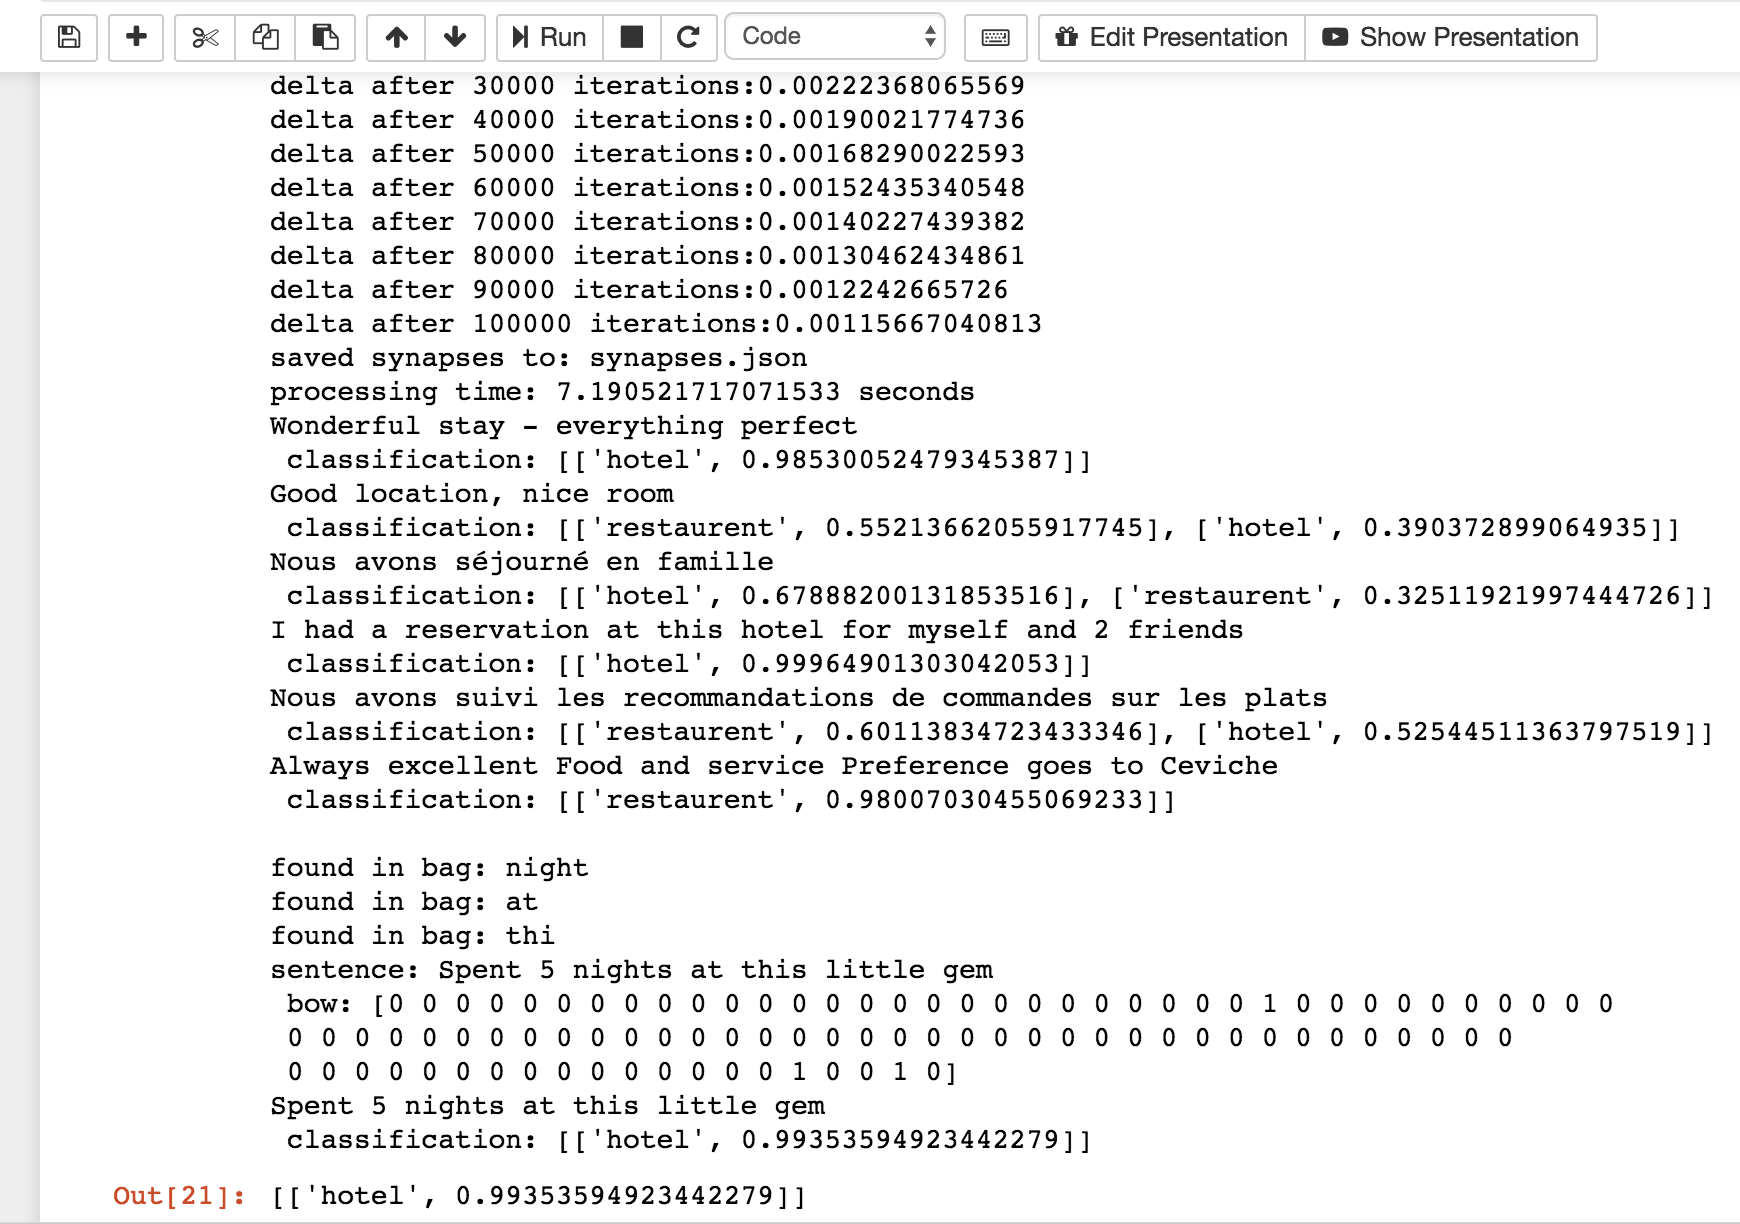 Run Code Edit Presentation Show Presentation
delta after 30000 iterations:0.00222368065569
delta after 40000 iterations:0.00190021774736
delta after 50000 iterations:0.00168290022593
delta after 60000 iterations:0.00152435340548
delta after 70000 iterations:0.00140227439382
delta after 80000 iterations:0.00130462434861
delta after 90000 iterations:0.0012242665726
delta after 100000 iterations:0.00115667040813
saved synapses to: synapses.json
processing time: 7.190521717071533 seconds
Wonderful stay – everything perfect
classification: [['hotel', 0.98530052479345387]]
Good location, nice room
classification: [['restaurent', 0.55213662055917745], ['hotel', 0.390372899064935]]
Nous avons séjourné en famille
classification: [['hotel', 0.67888200131853516], ['restaurent', 0.32511921997444726]]
I had a reservation at this hotel for myself and 2 friends
classification: [['hotel', 0.99964901303042053]]
Nous avons suivi les recommandations de commandes sur les plats
classification: [['restaurent', 0.60113834723433346], ['hotel', 0.52544511363797519]]
Always excellent Food and service Preference goes to Ceviche
classification: [['restaurent', 0.98007030455069233]]
found in bag: night
found in bag: at
found in bag: thi
sentence: Spent 5 nights at this little gem
bow: [0 0 0 0 0 0 0 0 0 0 0 0 0 0 0 0 0 0 0 0 0 0 0 0 0 0 1 0 0 0 0 0 0 0 0 0 0
0 0 0 0 0 0 0 0 0 0 0 0 0 0 0 0 0 0 0 0 0 0 0 0 0 0 0 0 0 0 0 0 0 0 0 0 0
0 0 0 0 0 0 0 0 0 0 0 0 0 0 0 1 0 0 1 0]
Spent 5 nights at this little gem
classification: [['hotel', 0.99353594923442279]]
Out[21]: [['hotel', 0.99353594923442279]]